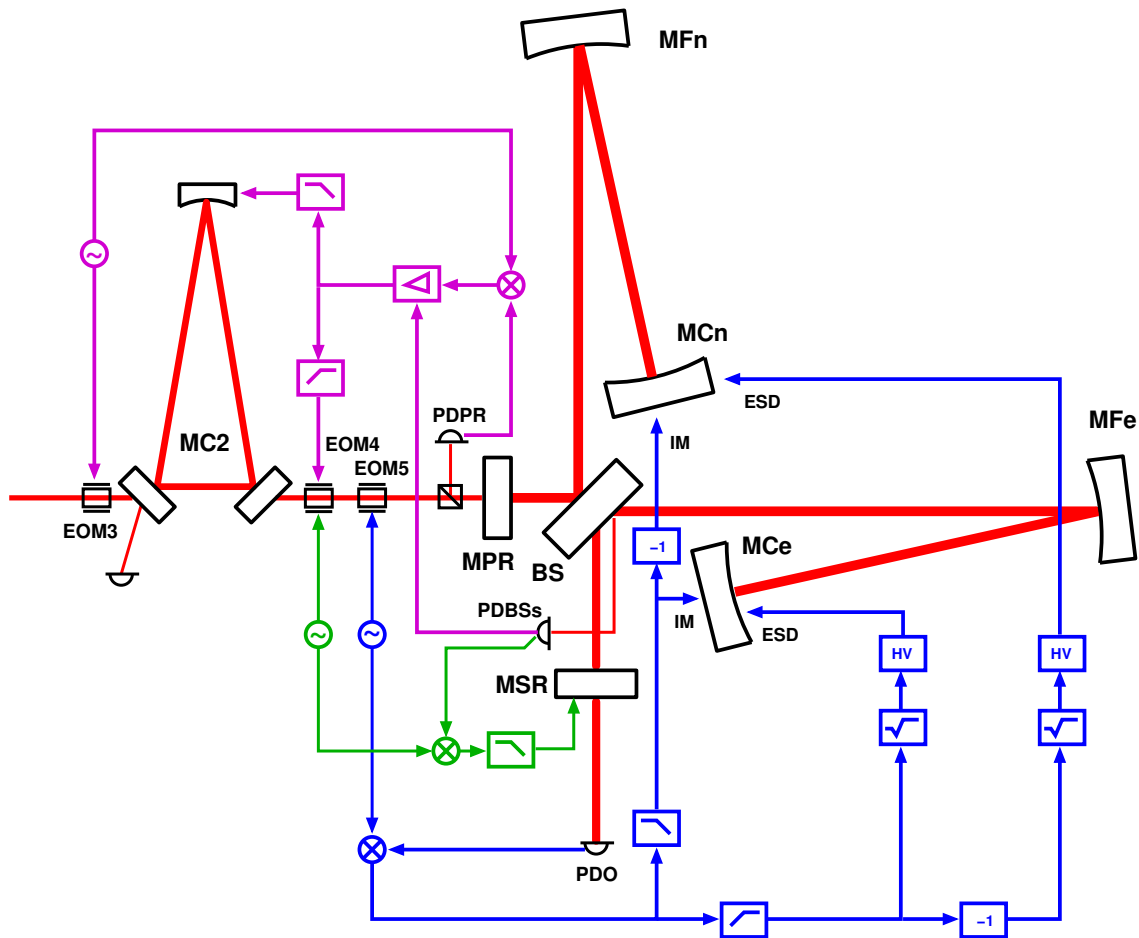 MFn
MCn
ESD
MFe
PDPR
IM
MC2
EOM4
EOM5
EOM3
MPR
BS
−1
MCe
~
PDBSs
IM
ESD
~
~
HV
HV
MSR
√
√
PDO
−1